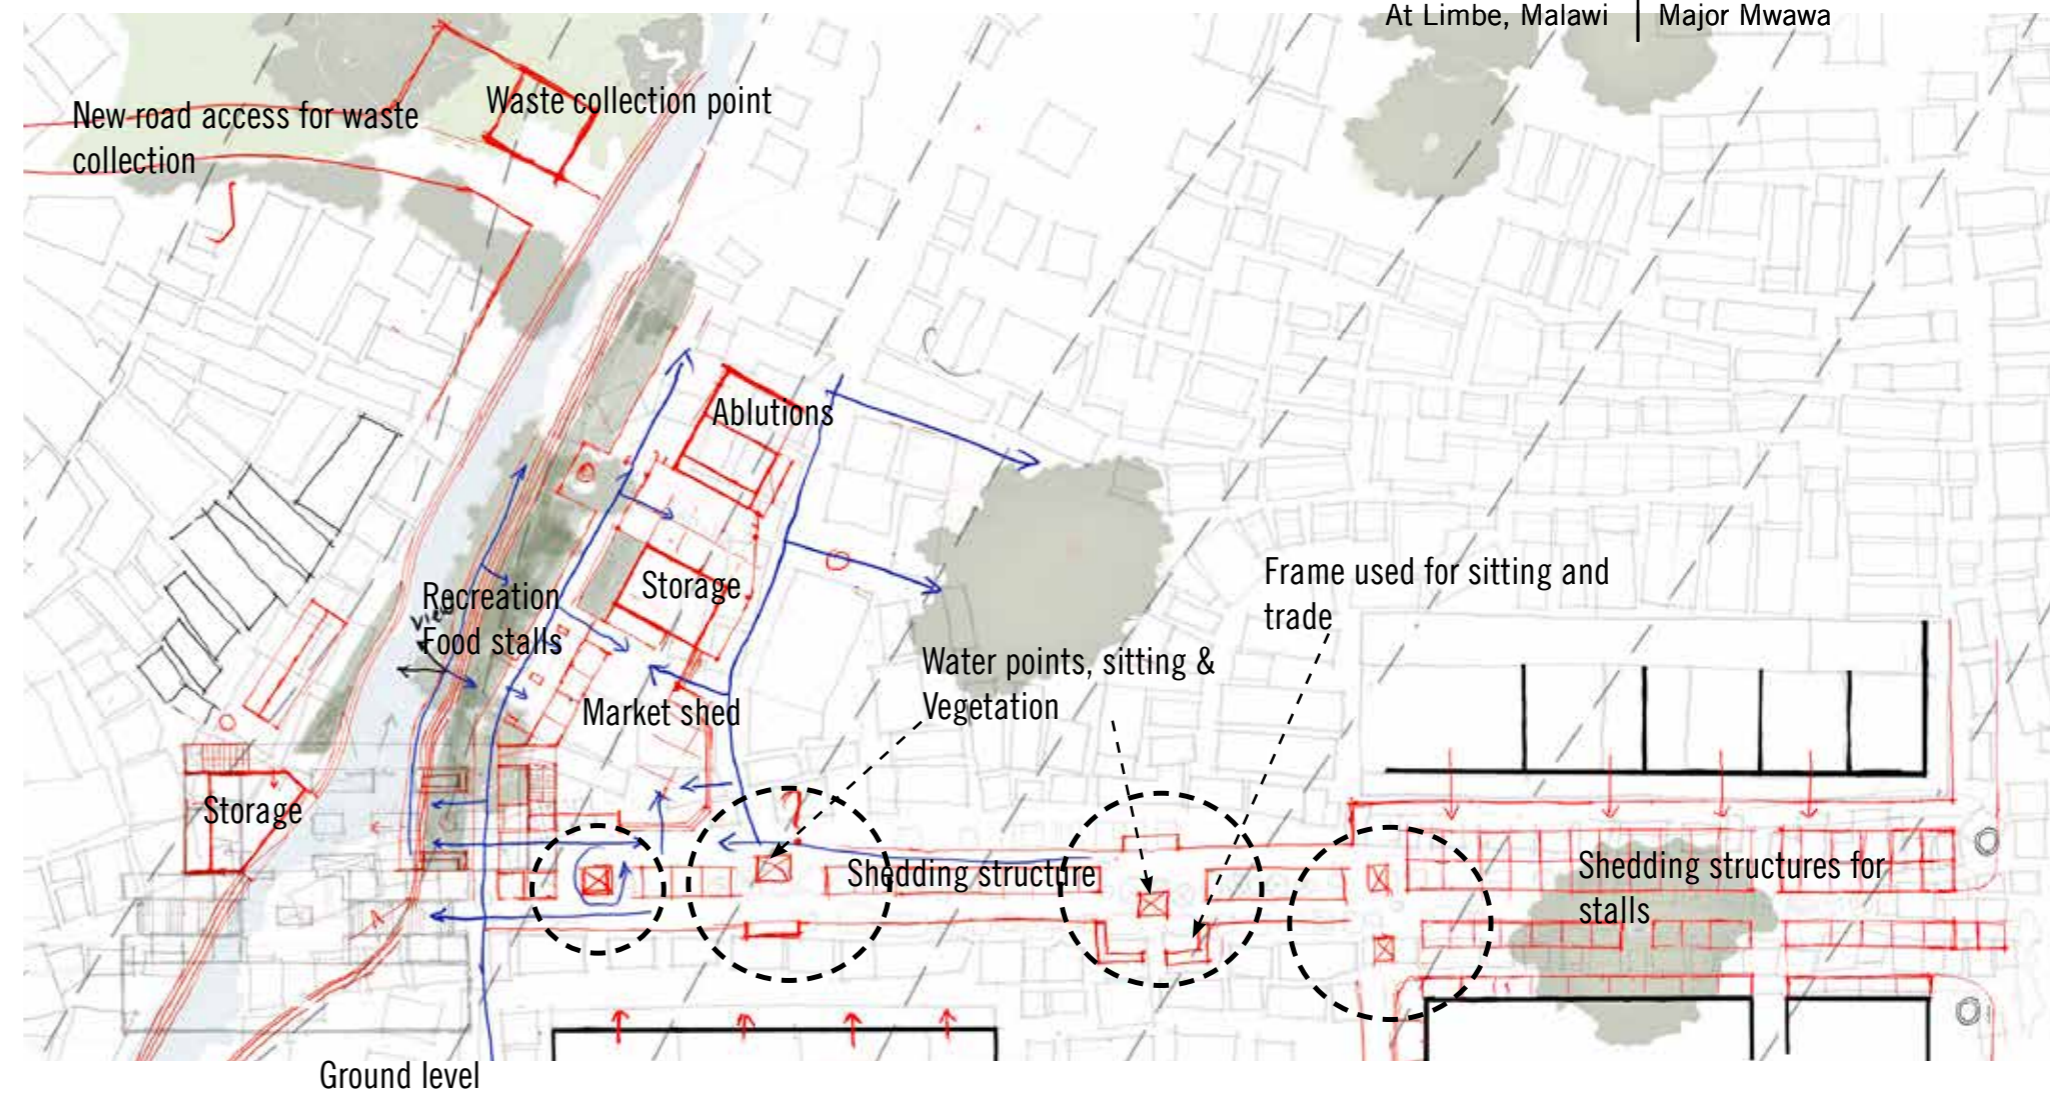 At Limbe, Malawi | Major Mwawa
New road access for waste
collection
Waste collection point
Ablutions
Storage
Recreation
View
Food stalls
Market shed
Water points, sitting &
Vegetation
Frame used for sitting and
trade
Storage
Shedding structure
Shedding structures for
stalls
A
Ground level